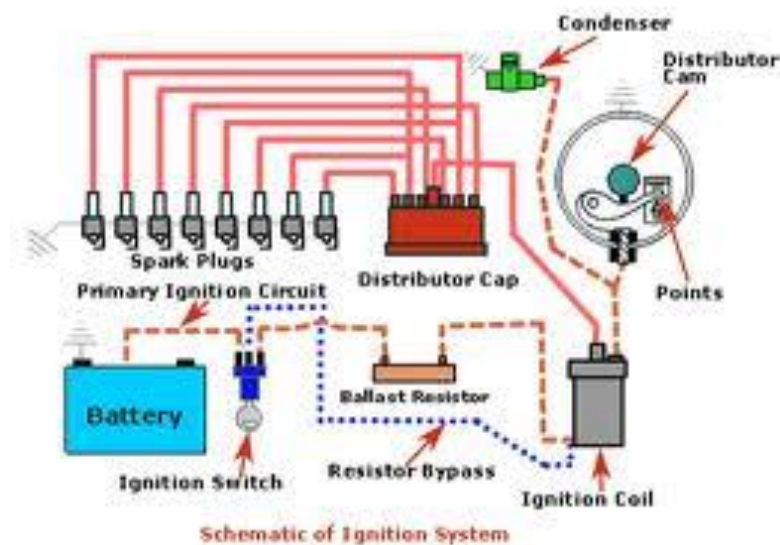 Condenser
Distributor
Cam
Spark Plugs
Distributor Cap
Points
Primary Ignition Circuit
Battery
Ballast Resistor
Ignition Switch
Resistor Bypass
Ignition Coil
Schematic of Ignition System